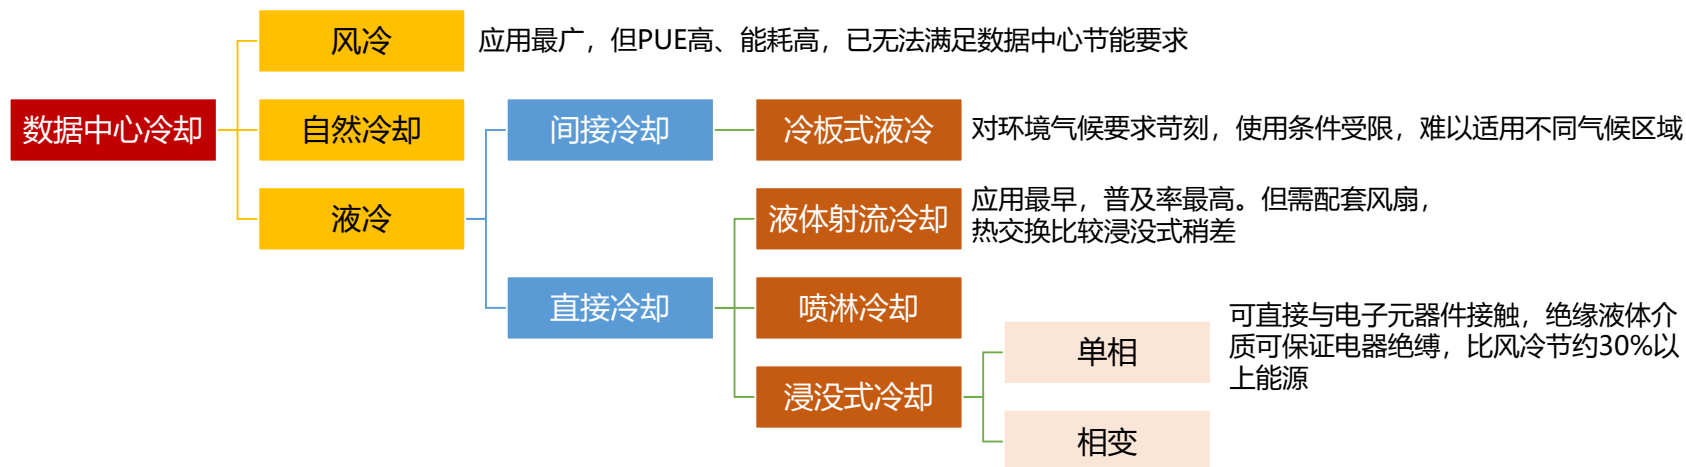 风冷
应用最广，但PUE高、能耗高，已无法满足数据中心节能要求
数据中心冷却
自然冷却
间接冷却
冷板式液冷
对环境气候要求苛刻，使用条件受限，难以适用不同气候区域
液冷
液体射流冷却
应用最早，普及率最高。但需配套风扇，
热交换比较浸没式稍差
直接冷却
喷淋冷却
浸没式冷却
单相
可直接与电子元器件接触，绝缘液体介
质可保证电器绝缚，比风冷节约30%以
上能源
相变